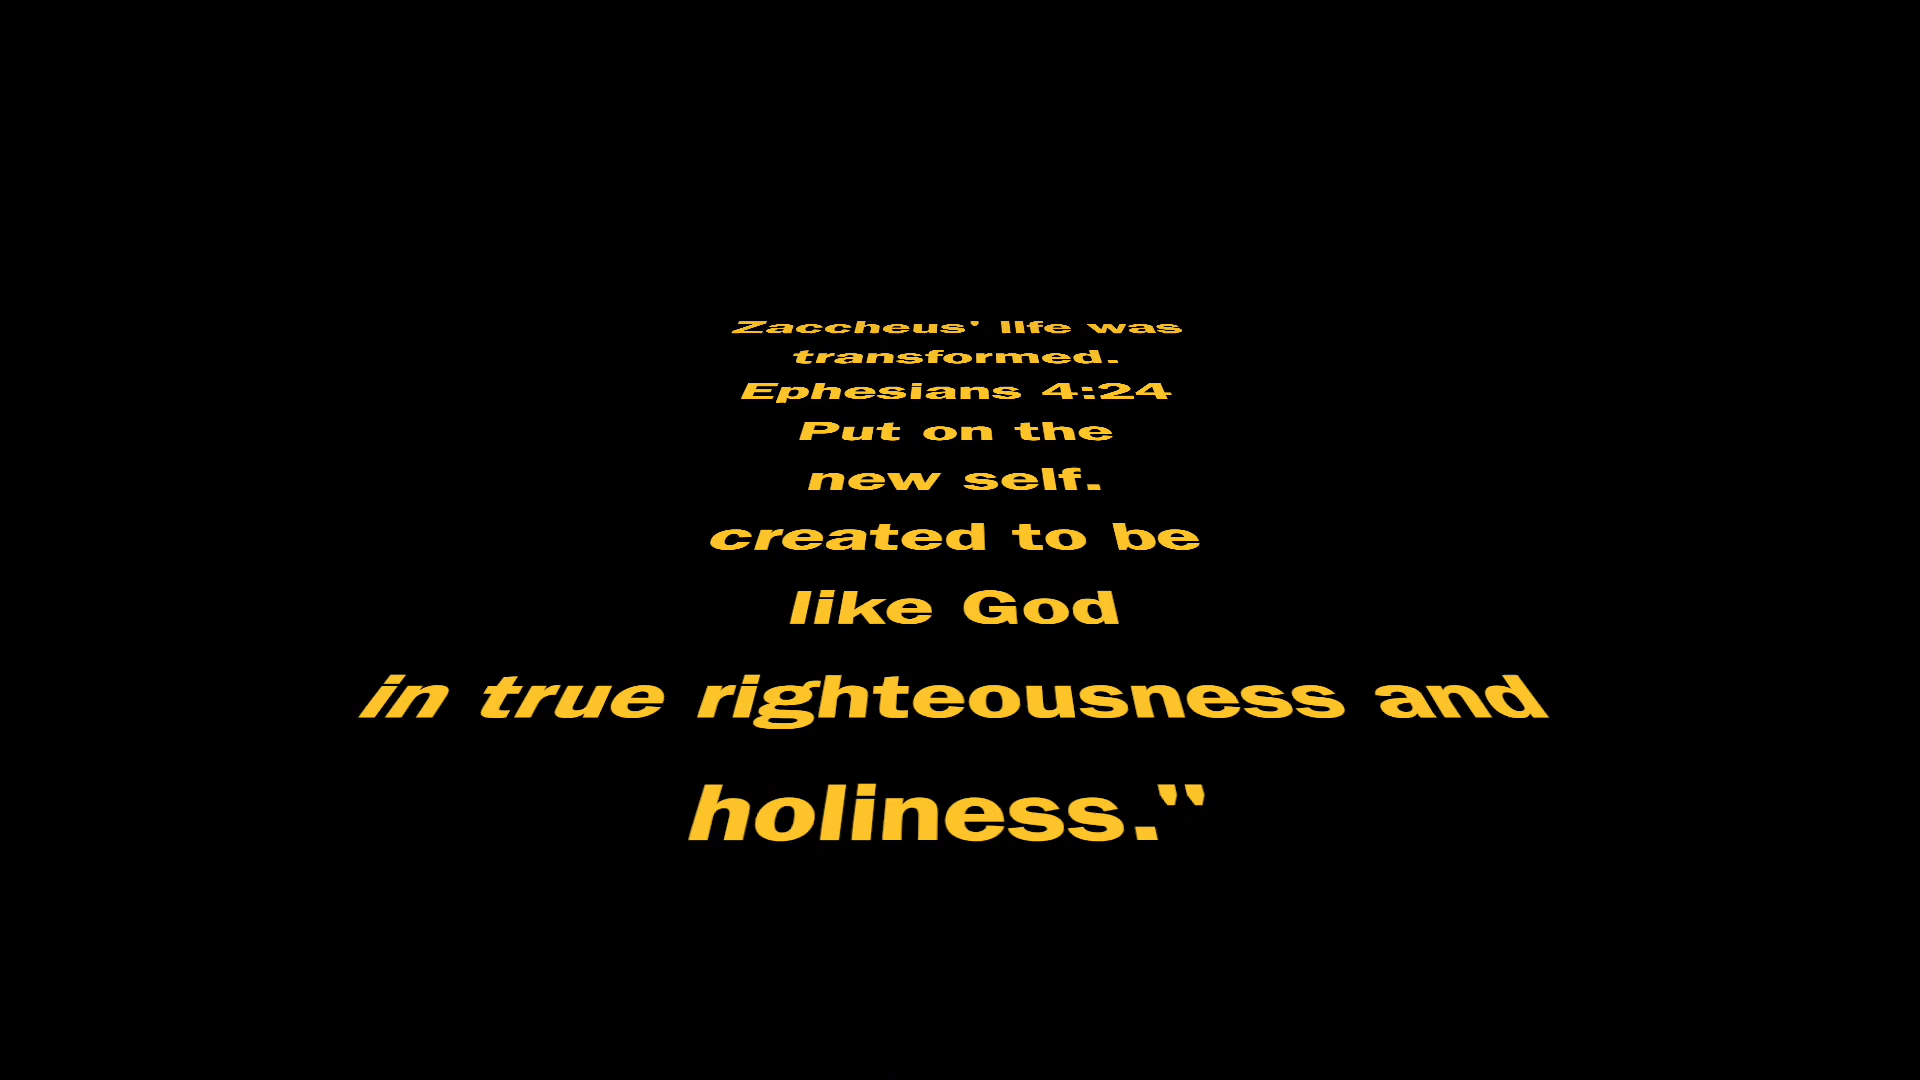 Zaccheus' life was
transformed.
Ephesians 4:24
Put on the
new self.
created to be
like God
in true righteousness and
holiness."